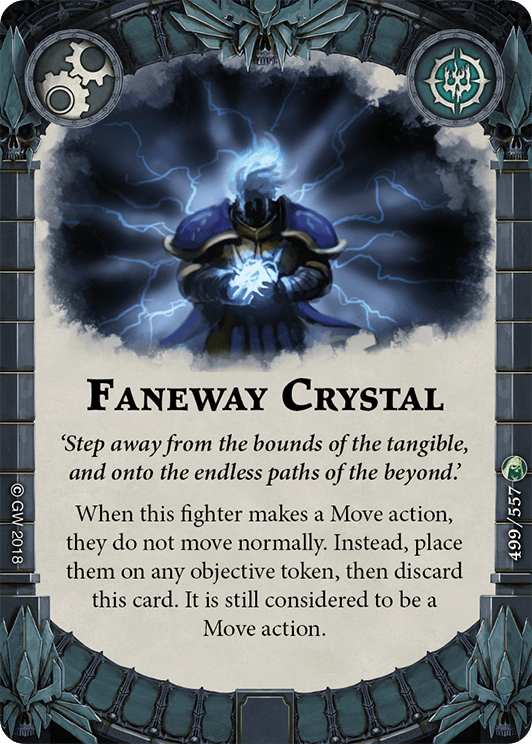 FANEWAY CRYSTAL
‘Step away from the bounds of the tangible,
and onto the endless paths of the beyond.’
When this fighter makes a Move action,
they do not move normally. Instead, place
them on any objective token, then discard
this card. It is still considered to be a
Move action.
© GW 2018
499/557